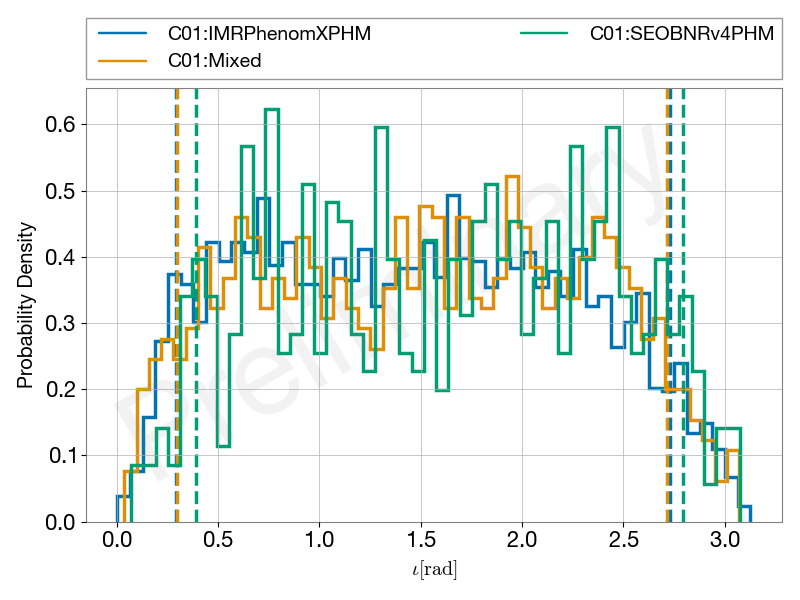 C01:IMRPhenomXPHM
C01:SEOBNRv4PHM
C01:Mixed
Preliminary
Probability Density
0.6
0.5
0.4
0.3
0.2
0.1
0.0
0.0 0.5 1.0 1.5 2.0 2.5 3.0
ι[rad]